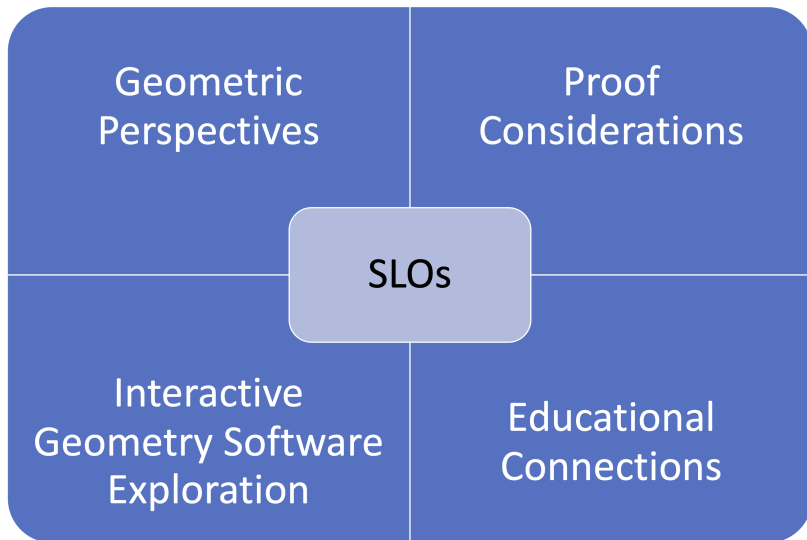 Geometric
Perspectives
Proof
Considerations
SLOs
Interactive
Geometry Software
Exploration
Educational
Connections